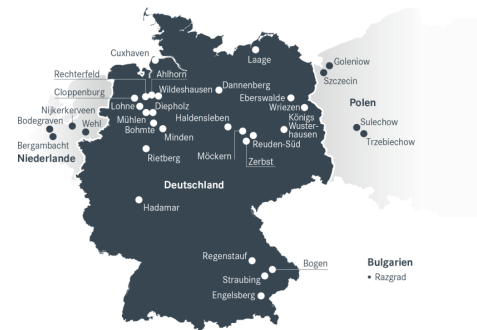 Cuxhaven
Laage
Goleniow
Szczecin
Rechterfeld
Ahlhorn
Cloppenburg
Wildeshausen
Dannenberg
Eberswalde
Polen
Lohne
Diepholz
Wriezen
Nijkerkerveen
Mühlen
Haldensleben
Königs
Wuster-
hausen
Bodegraven
Wehl
Bohmte
Minden
Sulechow
Bergambacht
Möckern
Reuden-Süd
Trzebiechow
Niederlande
Rietberg
Zerbst
Deutschland
Hadamar
Regenstauf
Bogen
Bulgarien
Straubing
• Razgrad
Engelsberg